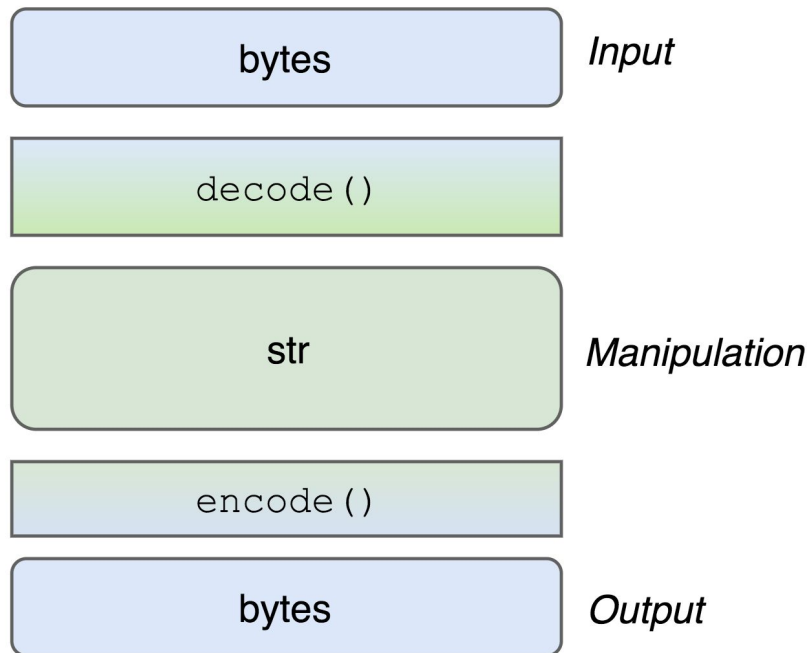 bytes Input
decode()
str Manipulation
encode()
bytes Output